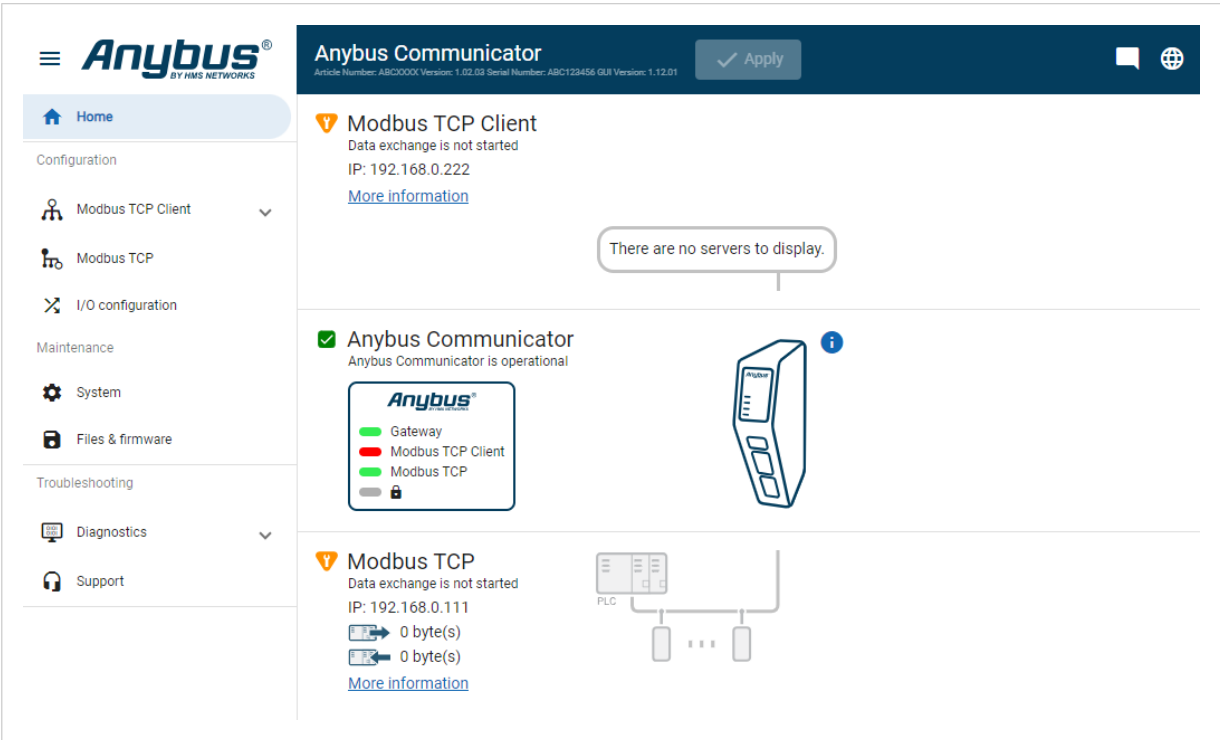 Anybus®
BY HMS NETWORKS
Home
Configuration
Modbus TCP Client
Modbus TCP
I/O configuration
Maintenance
System
Files & firmware
Troubleshooting
Diagnostics
Support
Anybus Communicator
Article Number: ABCXXXX Version: 1.02.03 Serial Number: ABC123456 GUI Version: 1.12.01
Apply
Modbus TCP Client
Data exchange is not started
IP: 192.168.0.222
More information
There are no servers to display.
Anybus Communicator
Anybus Communicator is operational
Anybus®
BY HMS NETWORKS
Gateway
Modbus TCP Client
Modbus TCP
Anybus
Modbus TCP
Data exchange is not started
IP: 192.168.0.111
0 byte(s)
0 byte(s)
More information
PLC